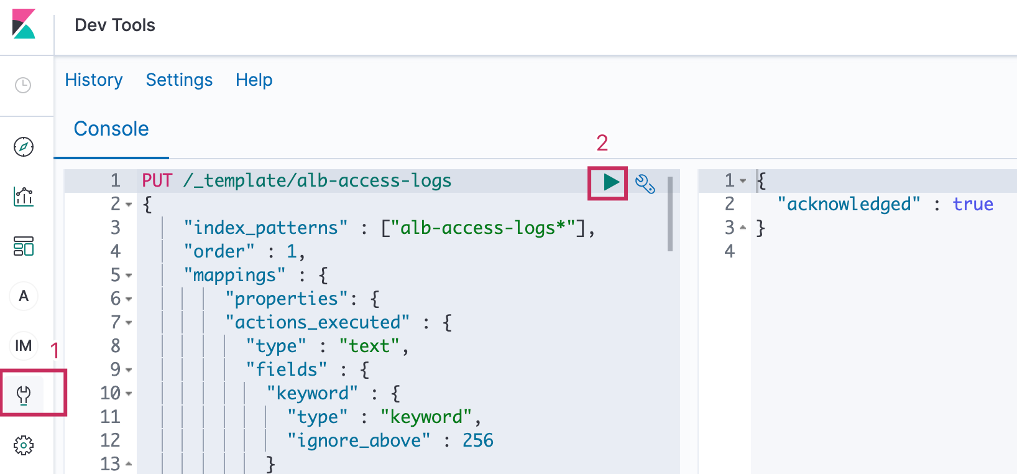 Dev Tools
History Settings Help
Console
2
1 PUT /_template/alb-access-logs
2 {
3 "index_patterns" : ["alb-access-logs*"],
4 "order" : 1,
5 "mappings" : {
6 "properties": {
7 "actions_executed" : {
8 "type" : "text",
9 "fields" : {
10 "keyword" : {
11 "type" : "keyword",
12 "ignore_above" : 256
13 }
1 {
2 "acknowledged" : true
3 }
4
A
IM
1